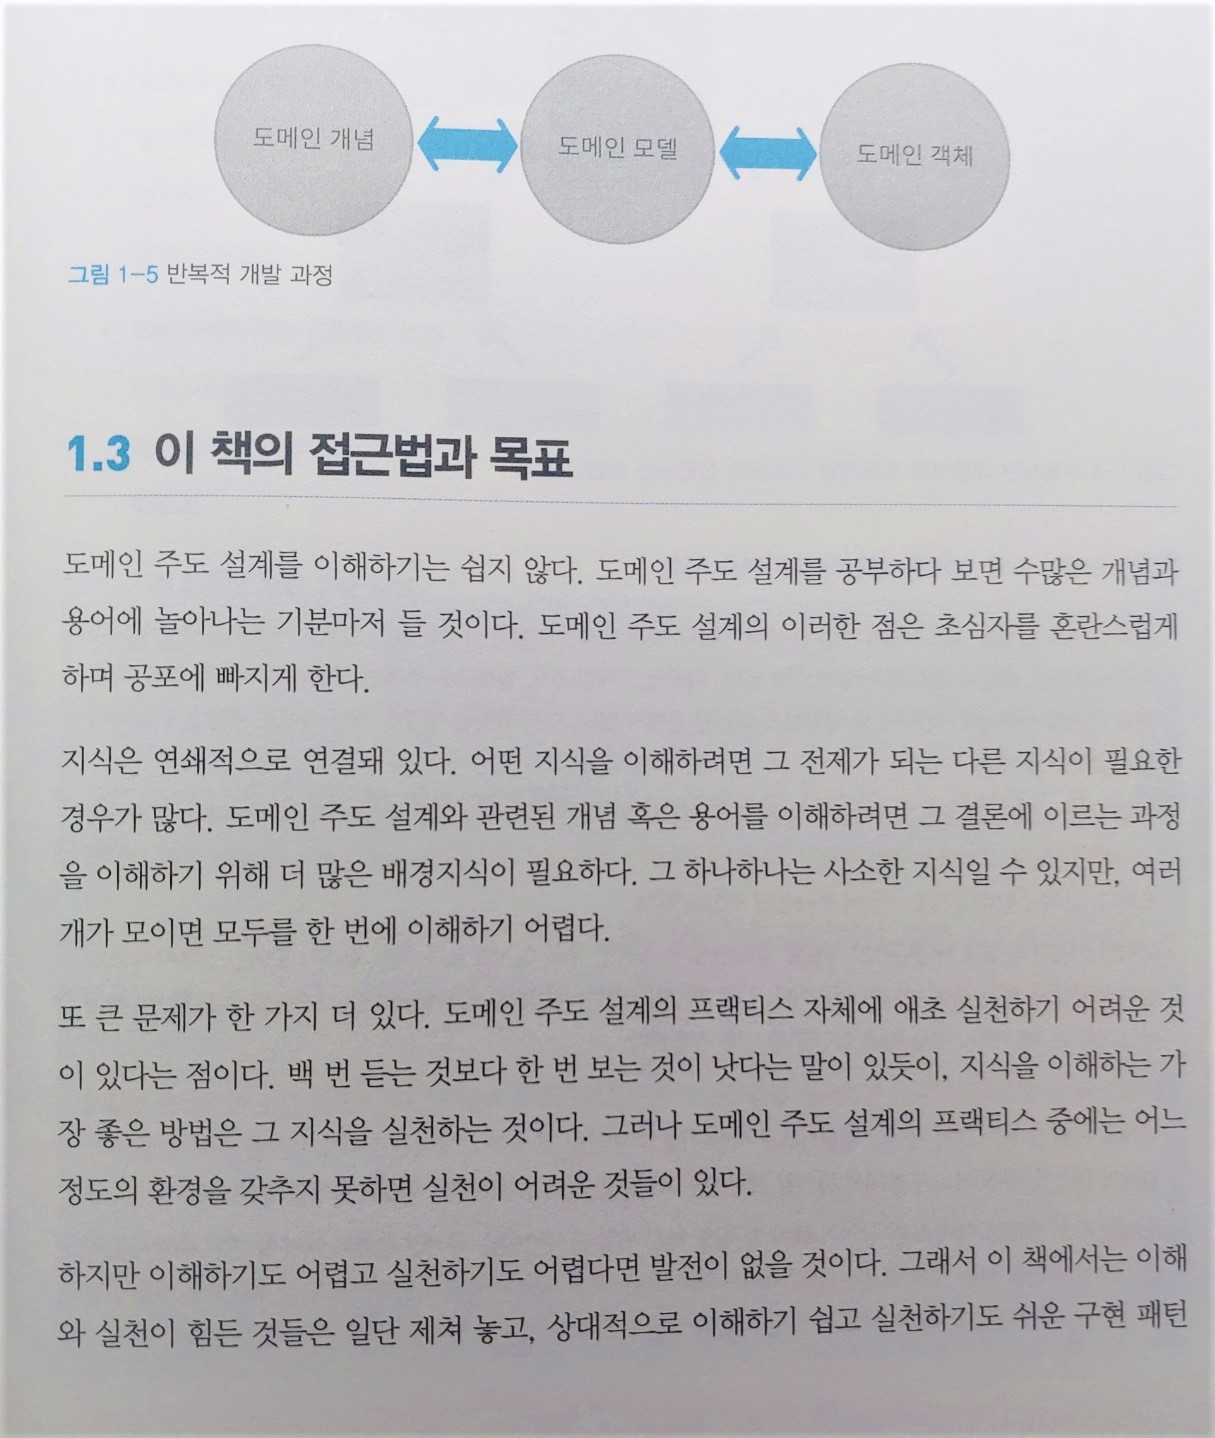 도메인 개념
도메인 모델
도메인 객체
그림 1-5 반복적 개발 과정
1.3 이 책의 접근법과 목표
도메인 주도 설계를 이해하기는 쉽지 않다. 도메인 주도 설계를 공부하다 보면 수많은 개념과
용어에 놀아나는 기분마저 들 것이다. 도메인 주도 설계의 이러한 점은 초심자를 혼란스럽게
하며 공포에 빠지게 한다.
지식은 연쇄적으로 연결돼 있다. 어떤 지식을 이해하려면 그 전제가 되는 다른 지식이 필요한
경우가 많다. 도메인 주도 설계와 관련된 개념 혹은 용어를 이해하려면 그 결론에 이르는 과정
을 이해하기 위해 더 많은 배경지식이 필요하다. 그 하나하나는 사소한 지식일 수 있지만, 여러
개가 모이면 모두를 한 번에 이해하기 어렵다.
또 큰 문제가 한 가지 더 있다. 도메인 주도 설계의 프랙티스 자체에 애초 실천하기 어려운 것
이 있다는 점이다. 백 번 듣는 것보다 한 번 보는 것이 낫다는 말이 있듯이, 지식을 이해하는 가
장 좋은 방법은 그 지식을 실천하는 것이다. 그러나 도메인 주도 설계의 프랙티스 중에는 어느
정도의 환경을 갖추지 못하면 실천이 어려운 것들이 있다.
하지만 이해하기도 어렵고 실천하기도 어렵다면 발전이 없을 것이다. 그래서 이 책에서는 이해
와 실천이 힘든 것들은 일단 제쳐 놓고, 상대적으로 이해하기 쉽고 실천하기도 쉬운 구현 패턴